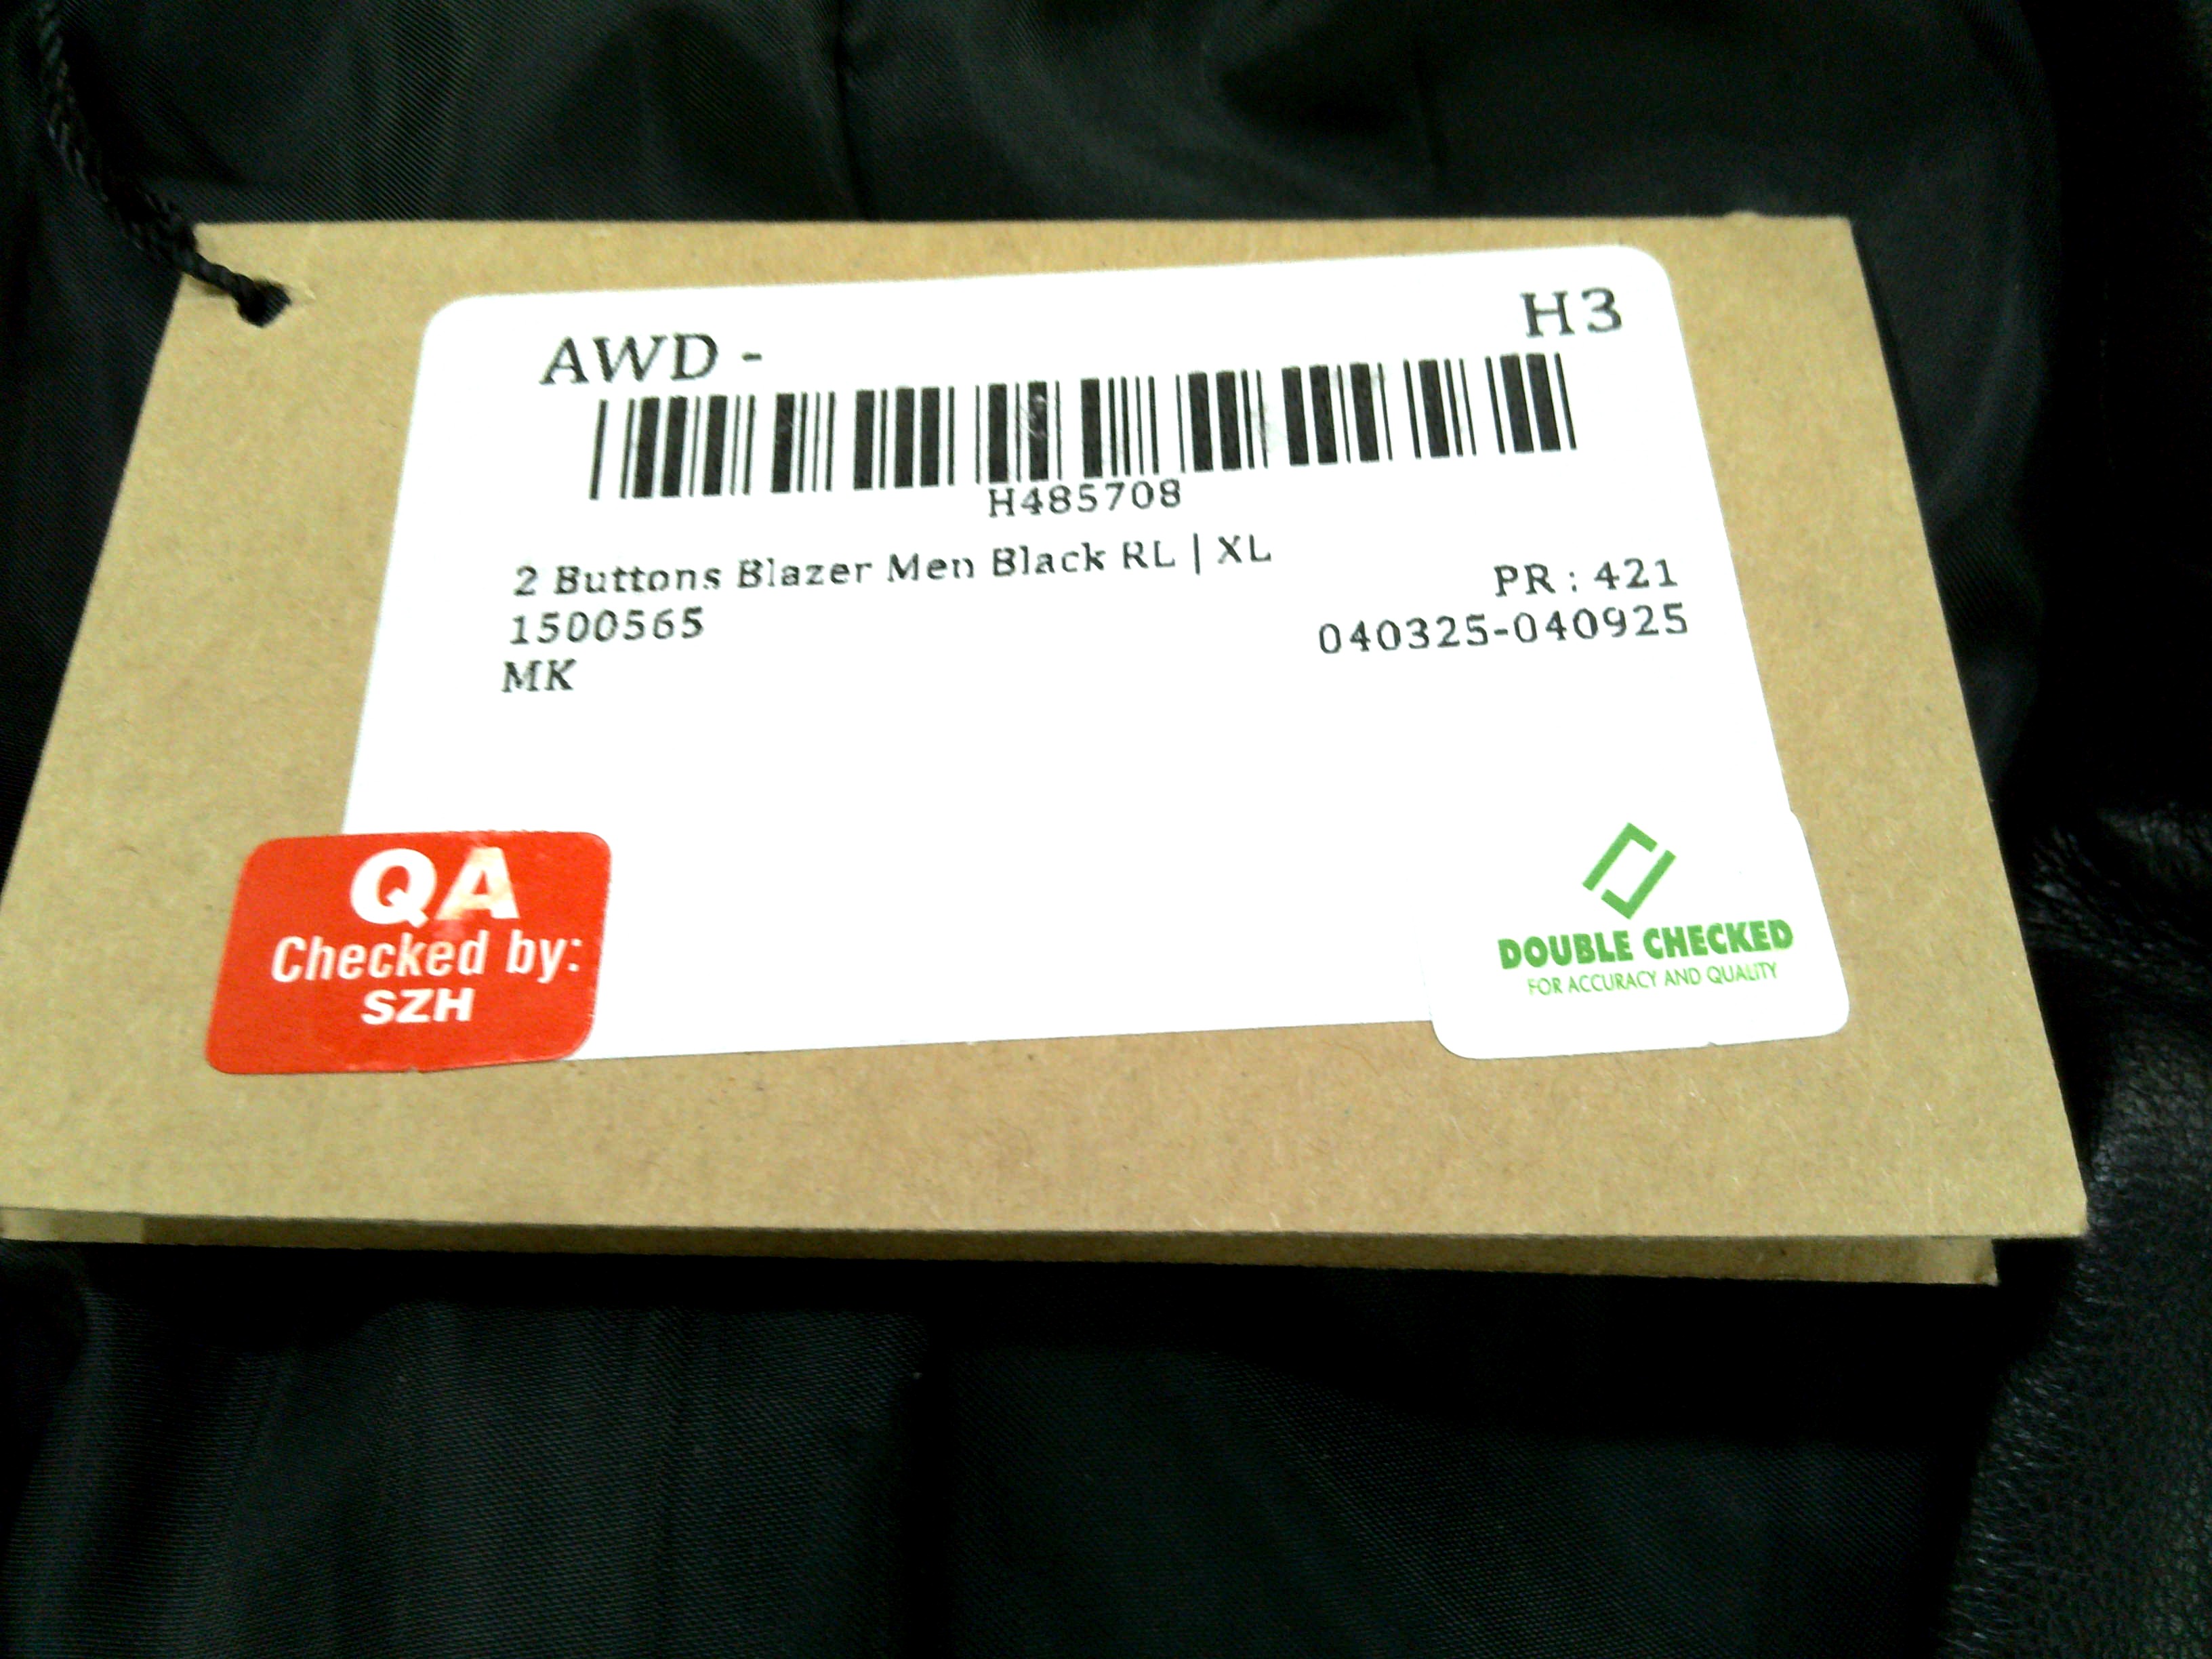 AWD - H3
H485708
2 Buttons Blazer Men Black RL | XL
PR : 421
1500565
040325-040925
MK
QA
Checked by:
SZH
DOUBLE CHECKED
FOR ACCURACY AND QUALITY